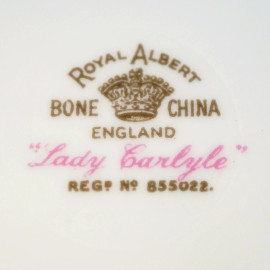 ROYAL ALBERT
BONE CHINA
ENGLAND
"Lady Carlyle"
REGD NO 855022.